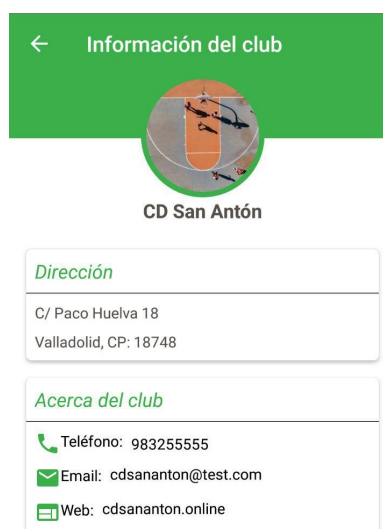 Información del club
CD San Antón
Dirección
C/ Paco Huelva 18
Valladolid, CP: 18748
Acerca del club
Teléfono: 983255555
Email: cdsananton@test.com
Web: cdsananton.online